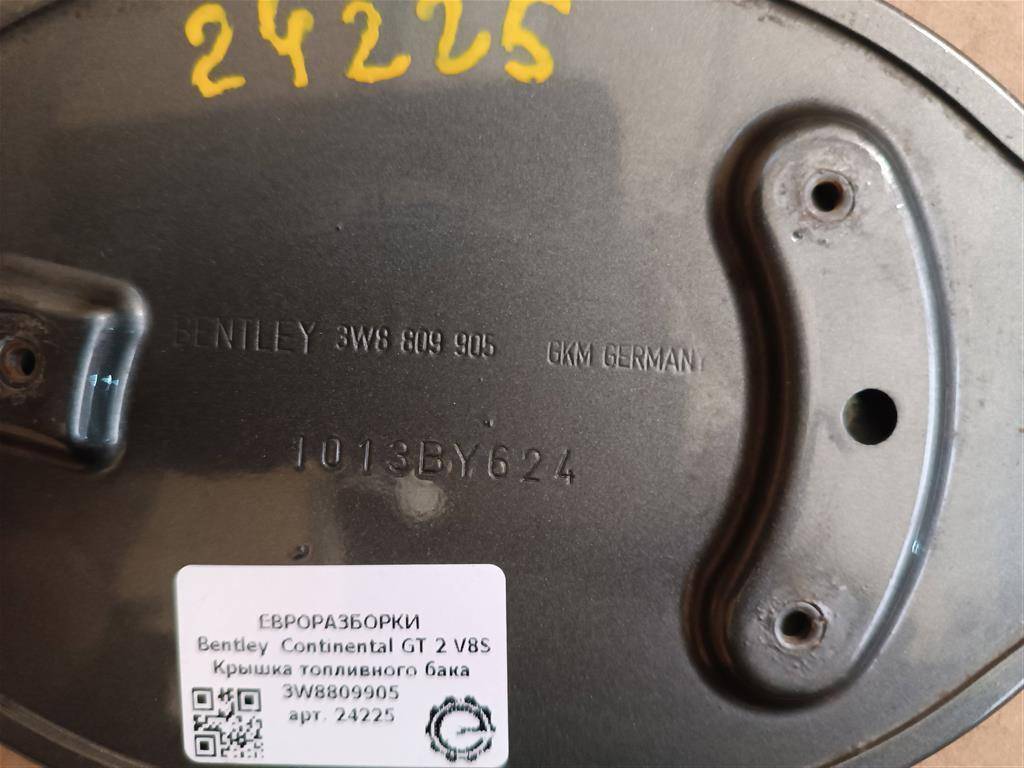 24225
BENTLEY 3W8 809 905 GKM GERMANY
1013BY624
ЕВРОРАЗБОРКИ
Bentley Continental GT 2 V8S
Крышка топливного бака
3W8809905
арт. 24225